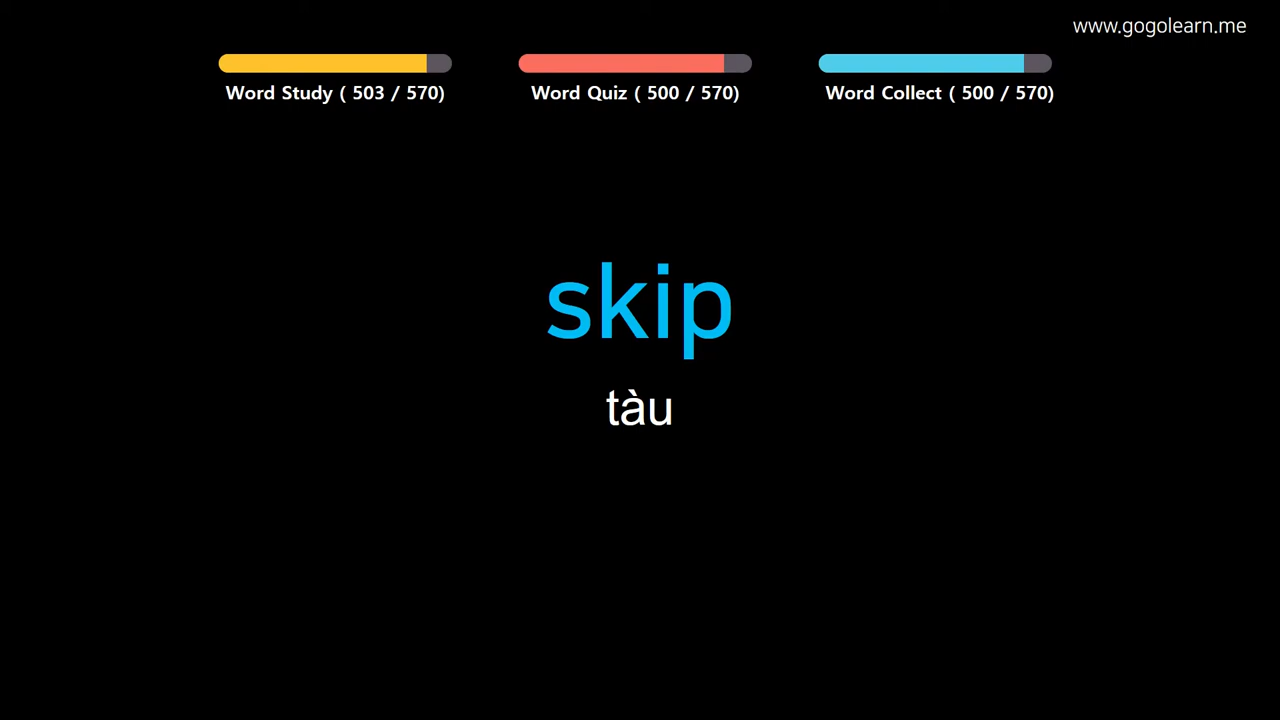 www.gogolearn.me
Word Study ( 503 / 570)
Word Quiz ( 500 / 570)
Word Collect ( 500 / 570)
skip
tàu